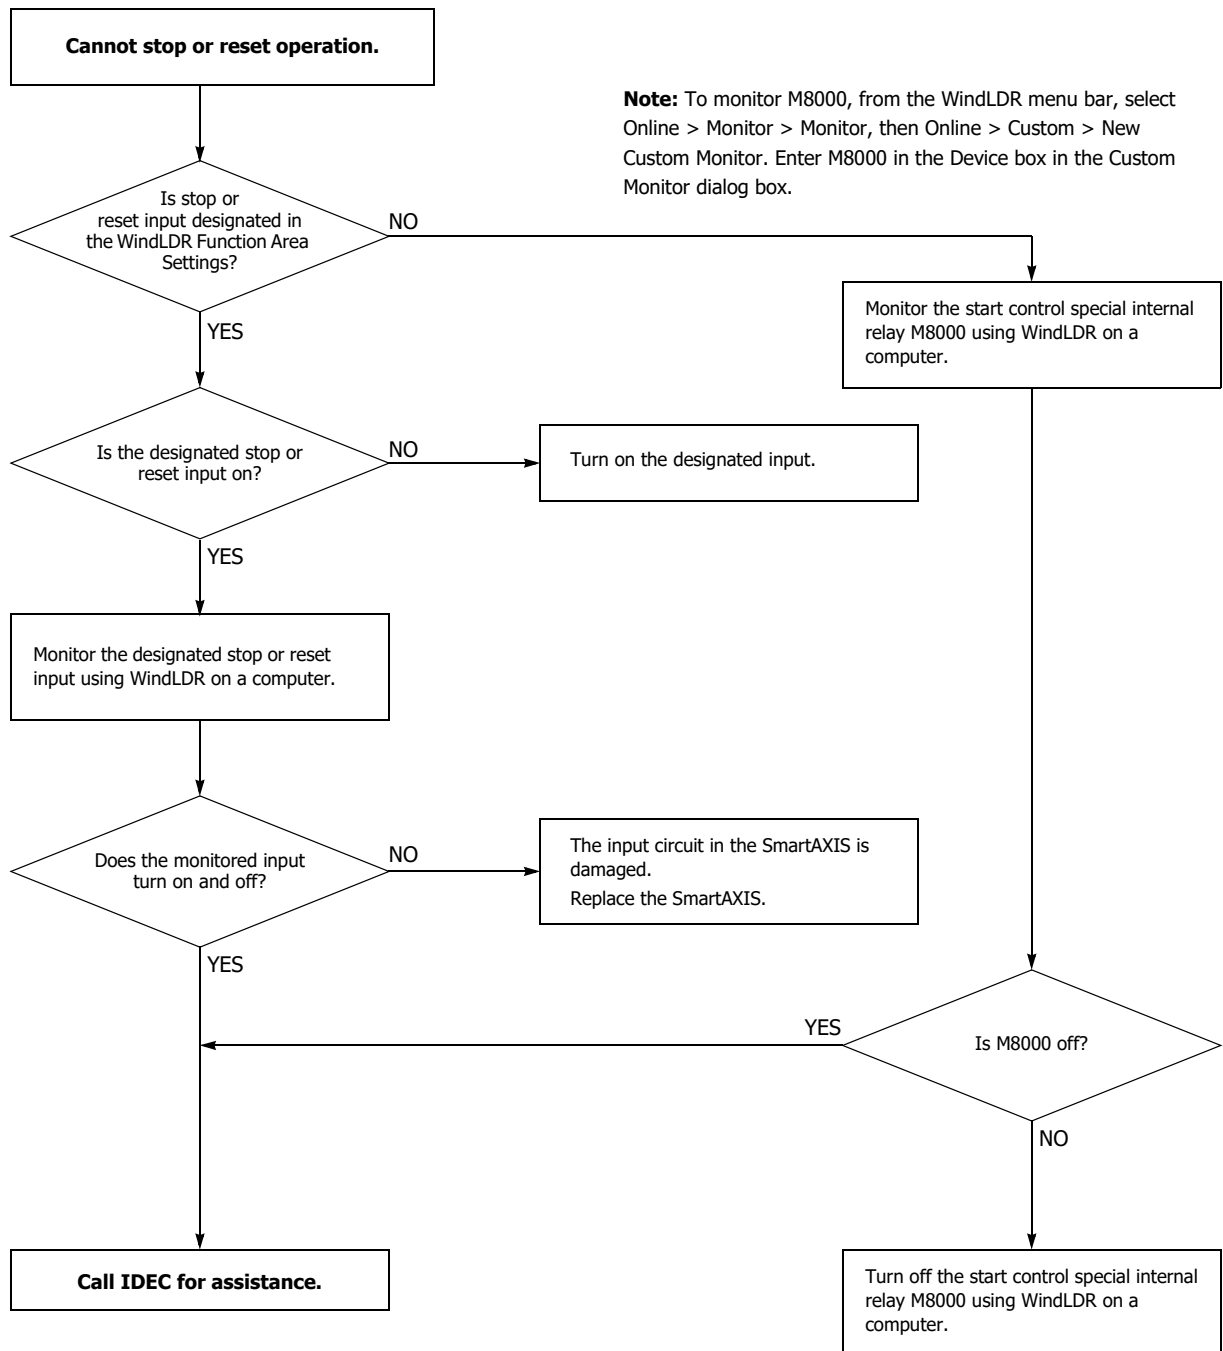 Cannot stop or reset operation.
Note: To monitor M8000, from the WindLDR menu bar, select
Online > Monitor > Monitor, then Online > Custom > New
Custom Monitor. Enter M8000 in the Device box in the Custom
Monitor dialog box.
Is stop or
reset input designated in
the WindLDR Function Area
Settings?
NO
YES
Monitor the start control special internal
relay M8000 using WindLDR on a
computer.
Is the designated stop or
reset input on?
NO
Turn on the designated input.
YES
Monitor the designated stop or reset
input using WindLDR on a computer.
Does the monitored input
turn on and off?
NO
The input circuit in the SmartAXIS is
damaged.
Replace the SmartAXIS.
YES
YES
Is M8000 off?
NO
Call IDEC for assistance.
Turn off the start control special internal
relay M8000 using WindLDR on a
computer.